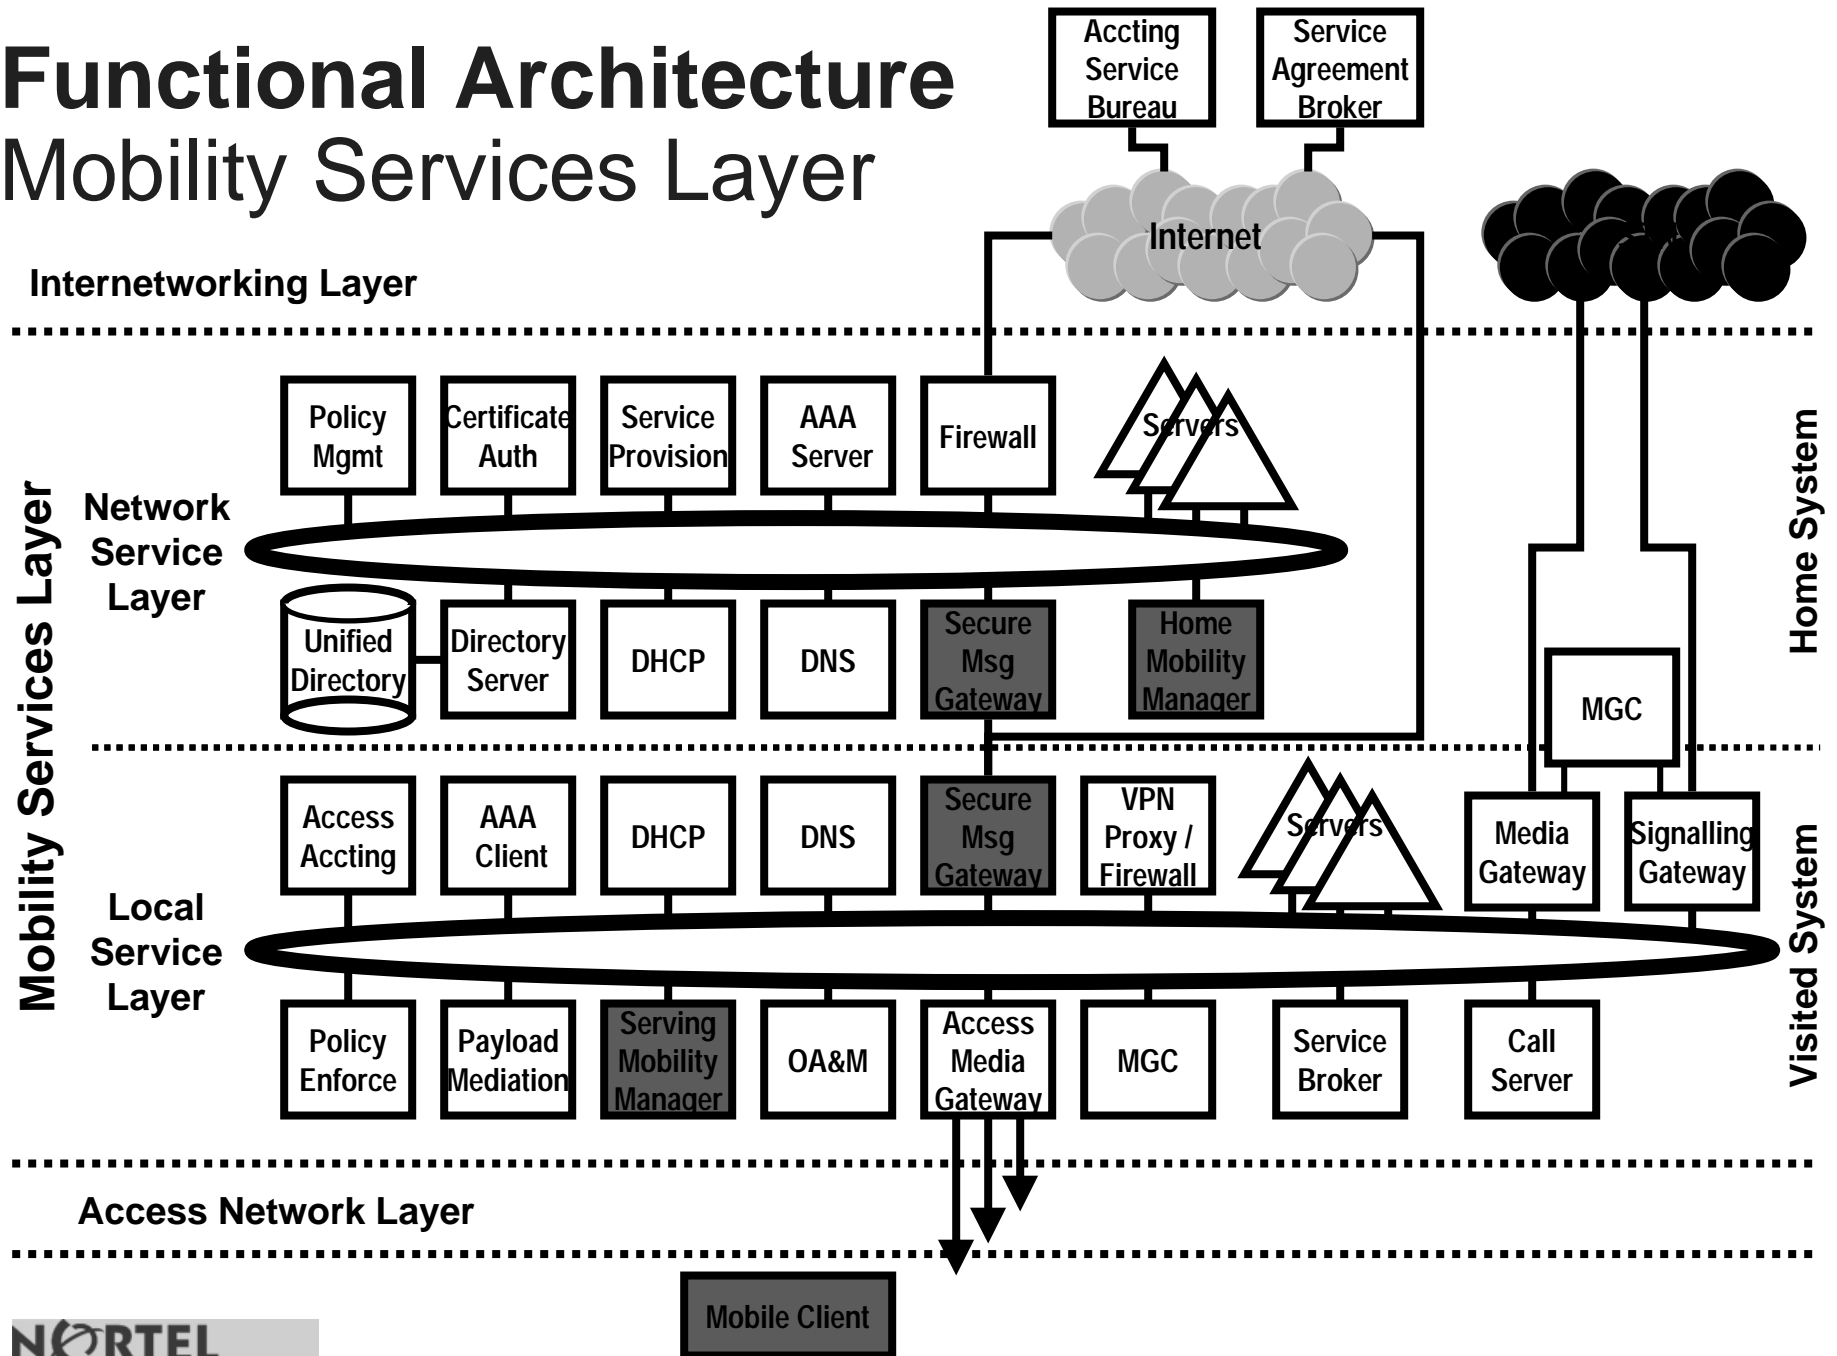 Functional Architecture
Mobility Services Layer
Accting
Service
Bureau
Service
Agreement
Broker
Internet
Internetworking Layer
Policy
Mgmt
Certificate
Auth
Service
Provision
AAA
Server
Firewall
Servers
Home System
Mobility Services Layer
Network
Service
Layer
Unified
Directory
Directory
Server
DHCP
DNS
Secure
Msg
Gateway
Home
Mobility
Manager
MGC
Access
Accting
AAA
Client
DHCP
DNS
Secure
Msg
Gateway
VPN
Proxy /
Firewall
Servers
Media
Gateway
Signalling
Gateway
Visited System
Local
Service
Layer
Policy
Enforce
Payload
Mediation
Serving
Mobility
Manager
OA&M
Access
Media
Gateway
MGC
Service
Broker
Call
Server
Access Network Layer
Mobile Client
NORTEL